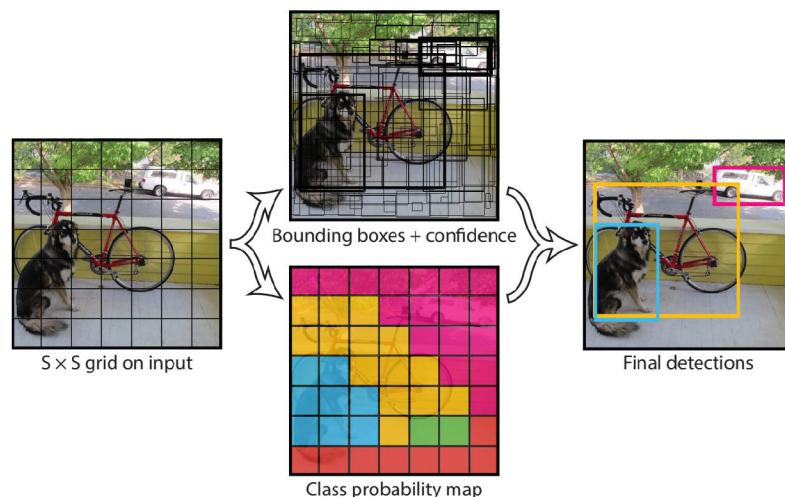 S × S grid on input
Bounding boxes + confidence
Class probability map
Final detections